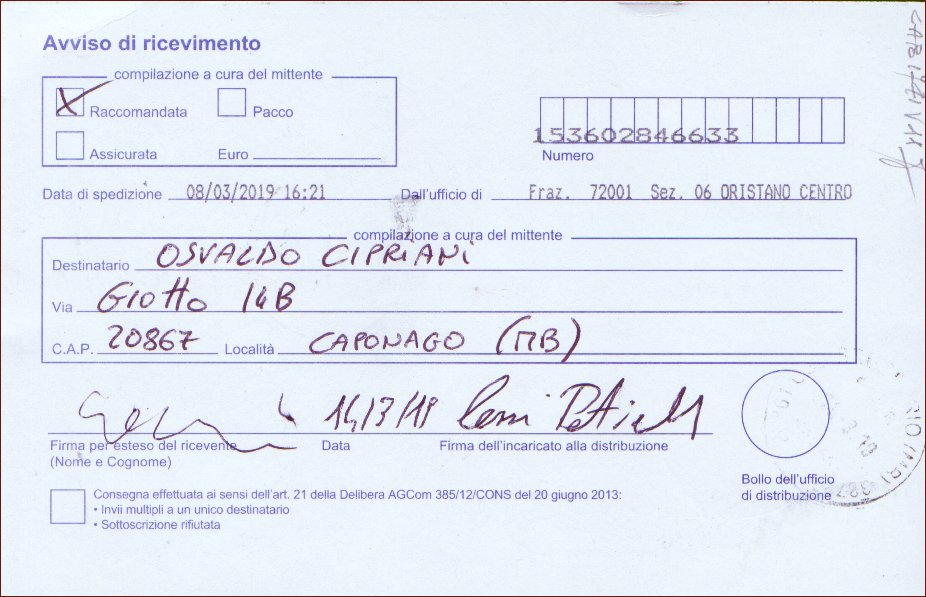 Avviso di ricevimento
compilazione a cura del mittente
Raccomandata Pacco
Assicurata Euro
153602846633
Numero
Data di spedizione 08/03/2019 16:21 Dall'ufficio di Fraz. 72001 Sez. 06 ORISTANO CENTRO
compilazione a cura del mittente
Destinatario OSVALDO CIPRIANI
Via GIOTTO 14B
C.A.P. 20867 Località CAPONAGO (MB)
14/3/19
Firma per esteso del ricevente Data Firma dell'incaricato alla distribuzione
(Nome e Cognome)
Bollo dell'ufficio
di distribuzione
Consegna effettuata ai sensi dell'art. 21 della Delibera AGCom 385/12/CONS del 20 giugno 2013:
• Invii multipli a un unico destinatario
• Sottoscrizione rifiutata